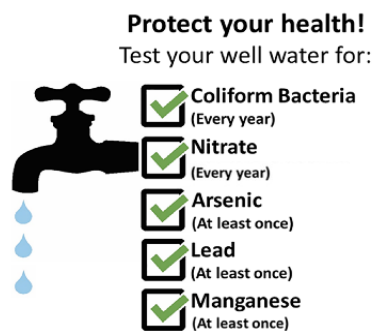 Protect your health!
Test your well water for:
Coliform Bacteria
(Every year)
Nitrate
(Every year)
Arsenic
(At least once)
Lead
(At least once)
Manganese
(At least once)